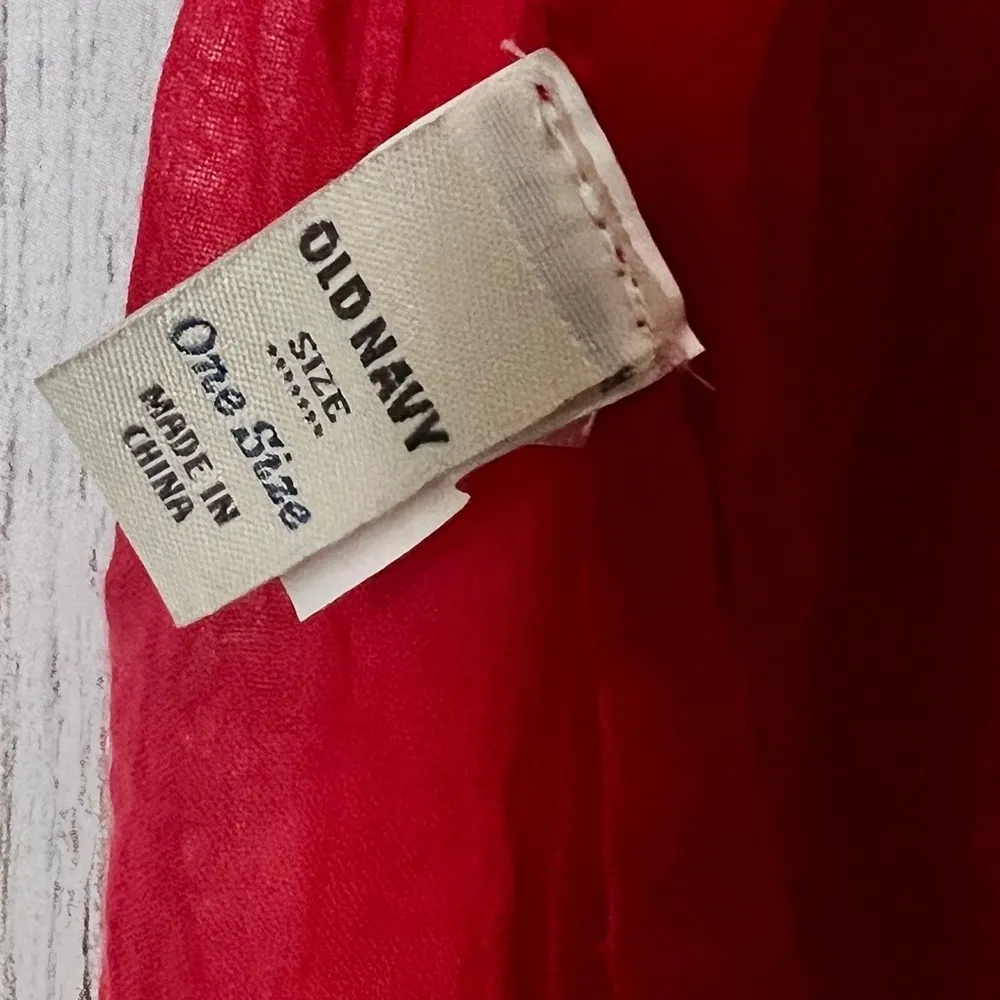 OLD NAVY
SIZE
One Size
MADE IN
CHINA